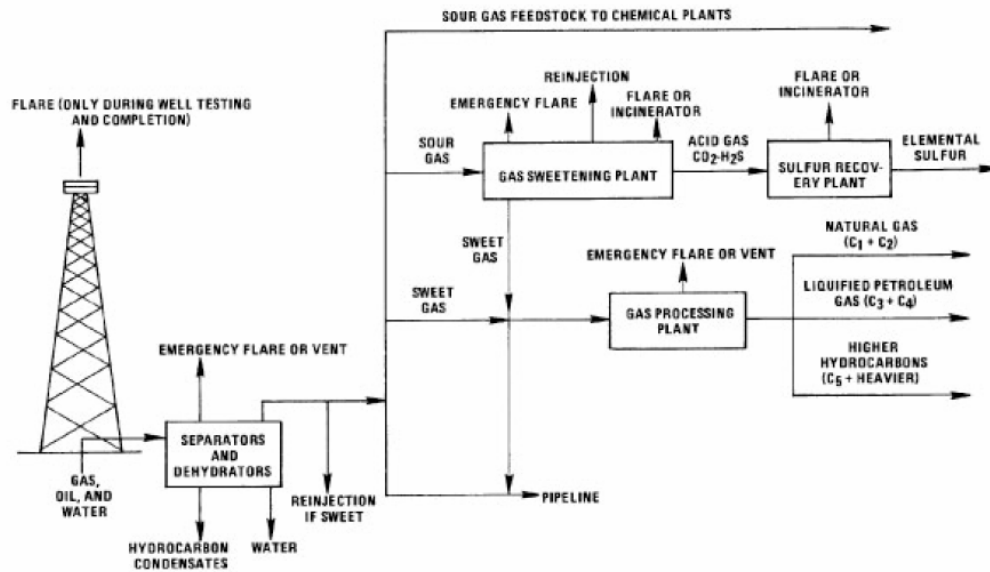 SOUR GAS FEEDSTOCK TO CHEMICAL PLANTS
FLARE (ONLY DURING WELL TESTING
AND COMPLETION)
REINJECTION
EMERGENCY FLARE
FLARE OR
INCINERATOR
FLARE OR
INCINERATOR
SOUR
GAS
GAS SWEETENING PLANT
ACID GAS
CO₂-H₂S
SULFUR RECOV-
ERY PLANT
ELEMENTAL
SULFUR
SWEET
GAS
NATURAL GAS
(C₁ + C₂)
EMERGENCY FLARE OR VENT
SWEET
GAS
GAS PROCESSING
PLANT
LIQUIFIED PETROLEUM
GAS (C₃ + C₄)
HIGHER
HYDROCARBONS
(C₅ + HEAVIER)
EMERGENCY FLARE OR VENT
SEPARATORS
AND
DEHYDRATORS
GAS,
OIL, AND
WATER
REINJECTION
IF SWEET
PIPELINE
HYDROCARBON
CONDENSATES
WATER